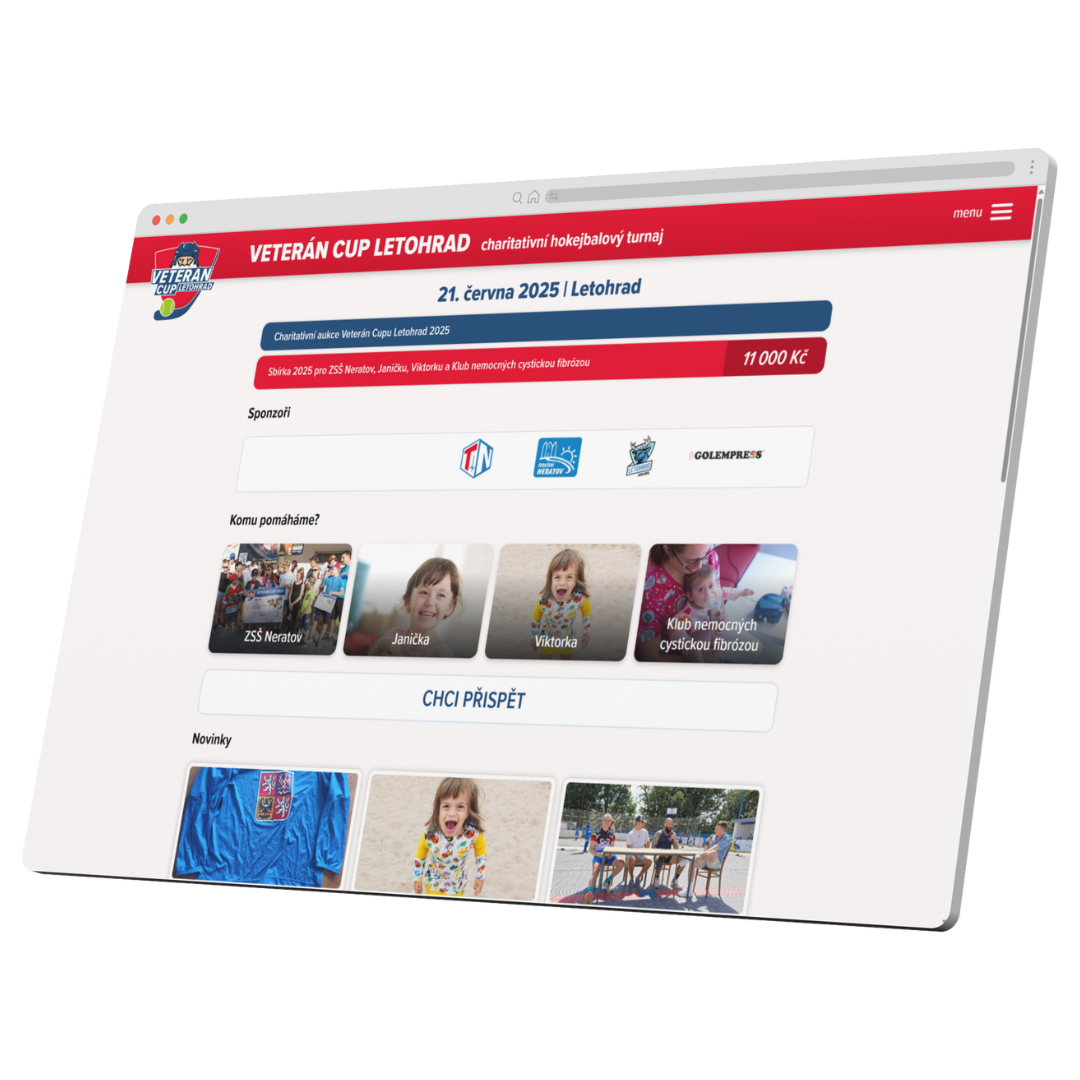 menu
VETERÁN CUP LETOHRAD charitativní hokejbalový turnaj
VETERÁN
CUP LETOHRAD
21. června 2025 | Letohrad
Charitativní aukce Veterán Cupu Letohrad 2025
Sbírka 2025 pro ZSŠ Neratov, Janičku, Viktorku a Klub nemocných cystickou fibrózou 11 000 Kč
Sponzoři
TN
NERATOV
GOLEMPRESS
Komu pomáháme?
ZSŠ Neratov
Janička
Viktorka
Klub nemocných
cystickou fibrózou
CHCI PŘISPĚT
Novinky